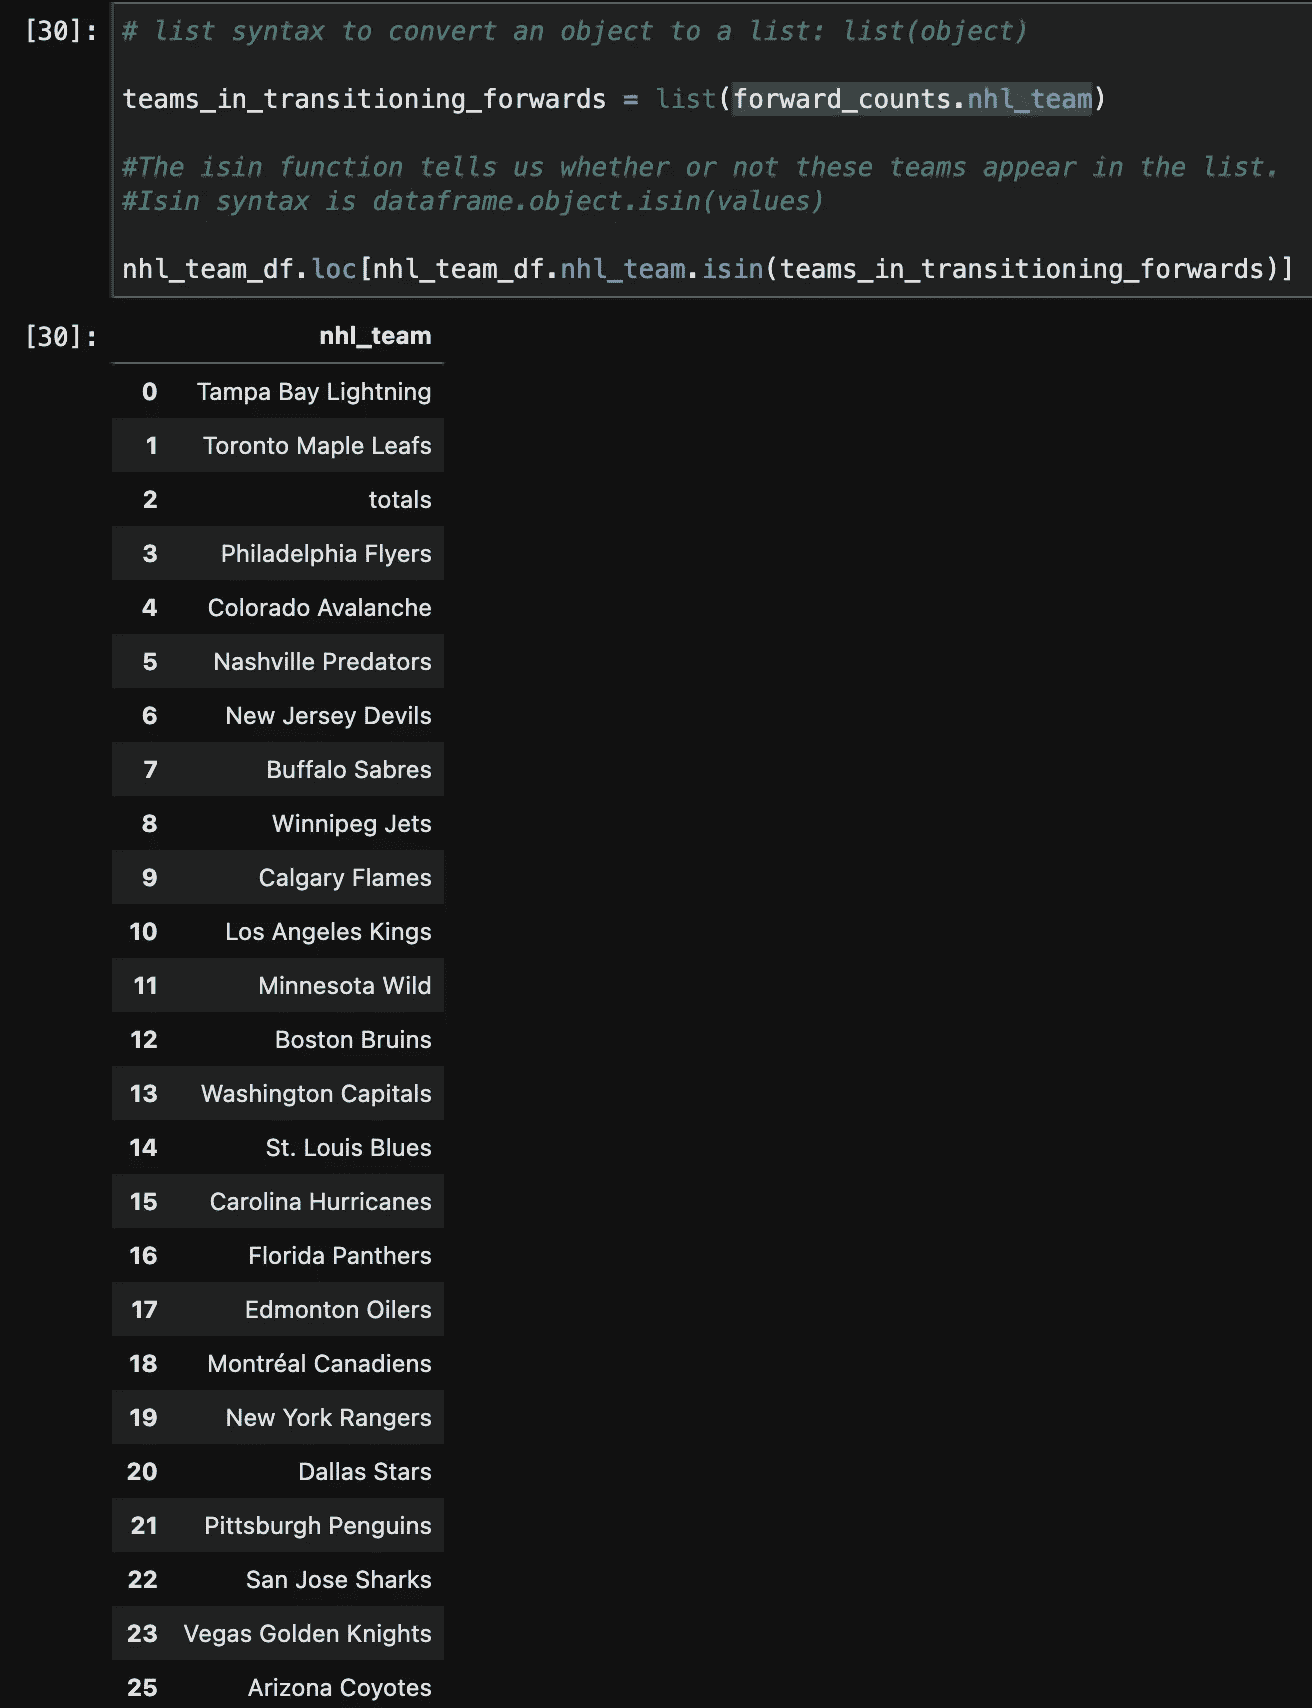 [30]: # list syntax to convert an object to a list: list(object)
teams_in_transitioning_forwards = list(forward_counts.nhl_team)
#The isin function tells us whether or not these teams appear in the list.
#Isin syntax is dataframe.object.isin(values)
nhl_team_df.loc[nhl_team_df.nhl_team.isin(teams_in_transitioning_forwards)]
[30]: nhl_team
0 Tampa Bay Lightning
1 Toronto Maple Leafs
2 totals
3 Philadelphia Flyers
4 Colorado Avalanche
5 Nashville Predators
6 New Jersey Devils
7 Buffalo Sabres
8 Winnipeg Jets
9 Calgary Flames
10 Los Angeles Kings
11 Minnesota Wild
12 Boston Bruins
13 Washington Capitals
14 St. Louis Blues
15 Carolina Hurricanes
16 Florida Panthers
17 Edmonton Oilers
18 Montréal Canadiens
19 New York Rangers
20 Dallas Stars
21 Pittsburgh Penguins
22 San Jose Sharks
23 Vegas Golden Knights
25 Arizona Coyotes